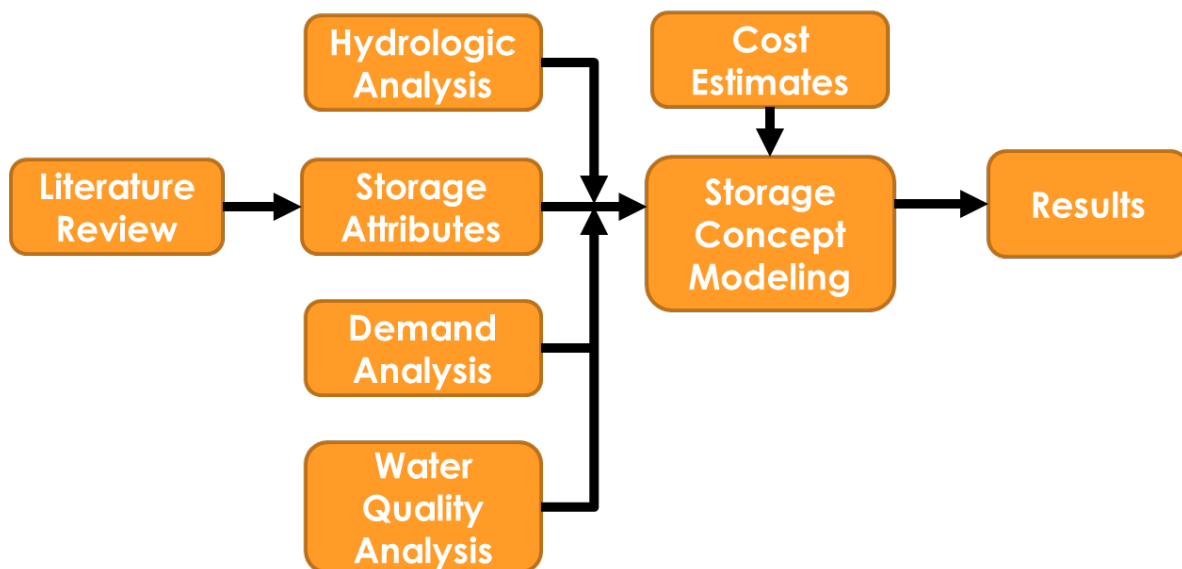 Hydrologic
Analysis
Cost
Estimates
Literature
Review
Storage
Attributes
Storage
Concept
Modeling
Results
Demand
Analysis
Water
Quality
Analysis